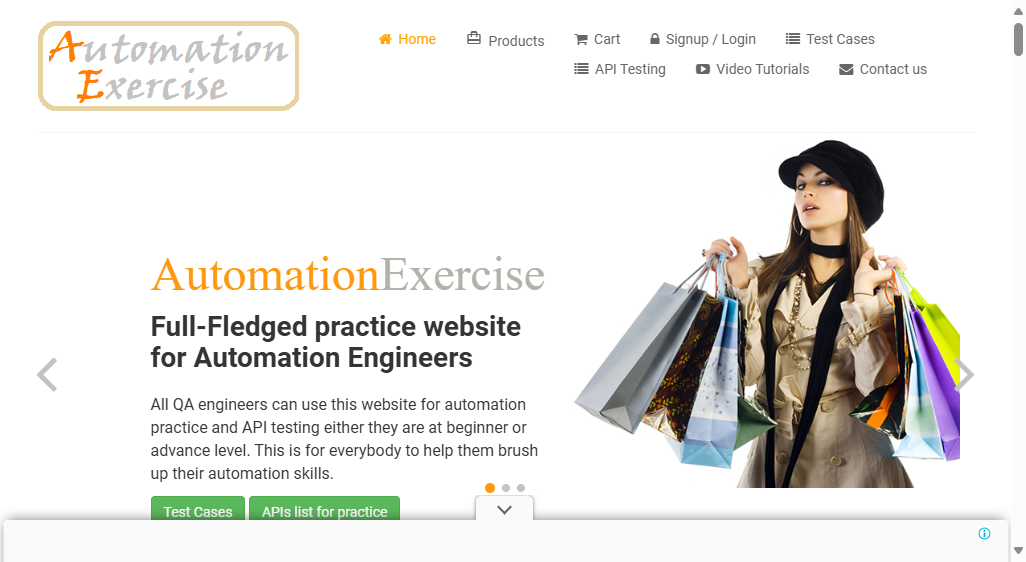 Automation
Exercise
Home Products Cart Signup / Login Test Cases
API Testing Video Tutorials Contact us
AutomationExercise
Full-Fledged practice website
for Automation Engineers
All QA engineers can use this website for automation
practice and API testing either they are at beginner or
advance level. This is for everybody to help them brush
up their automation skills.
Test Cases APIs list for practice